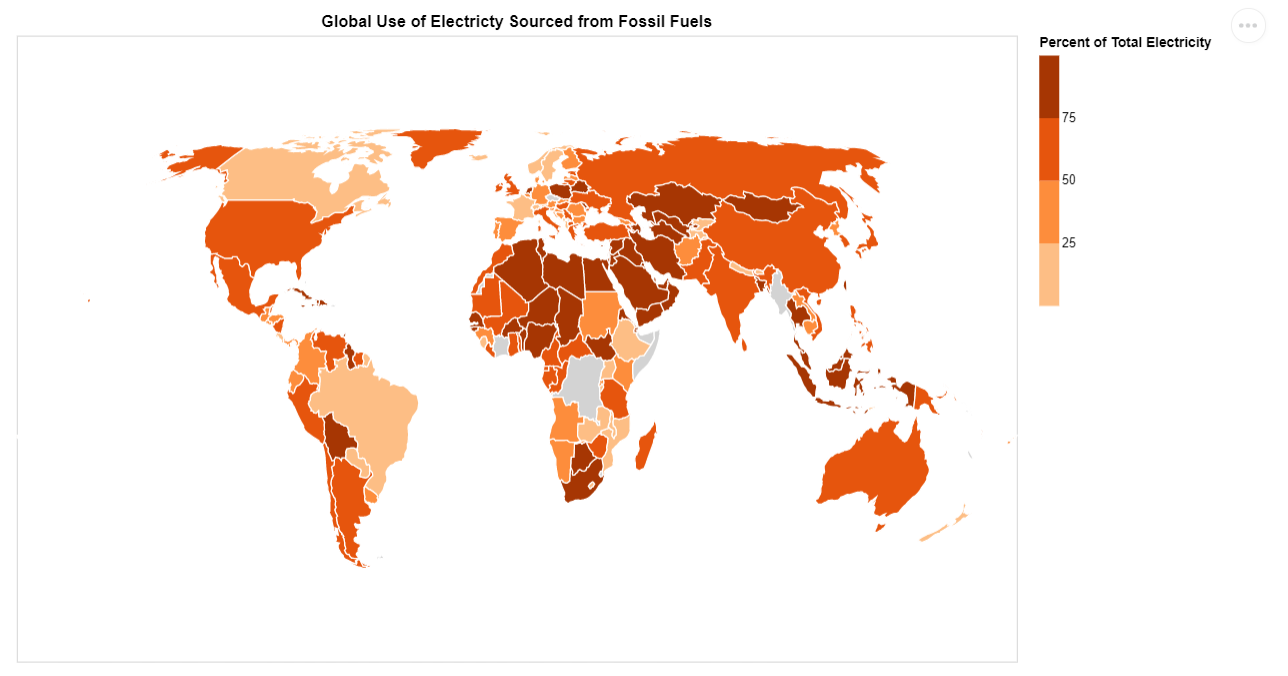 Global Use of Electricty Sourced from Fossil Fuels
Percent of Total Electricity
75
50
25